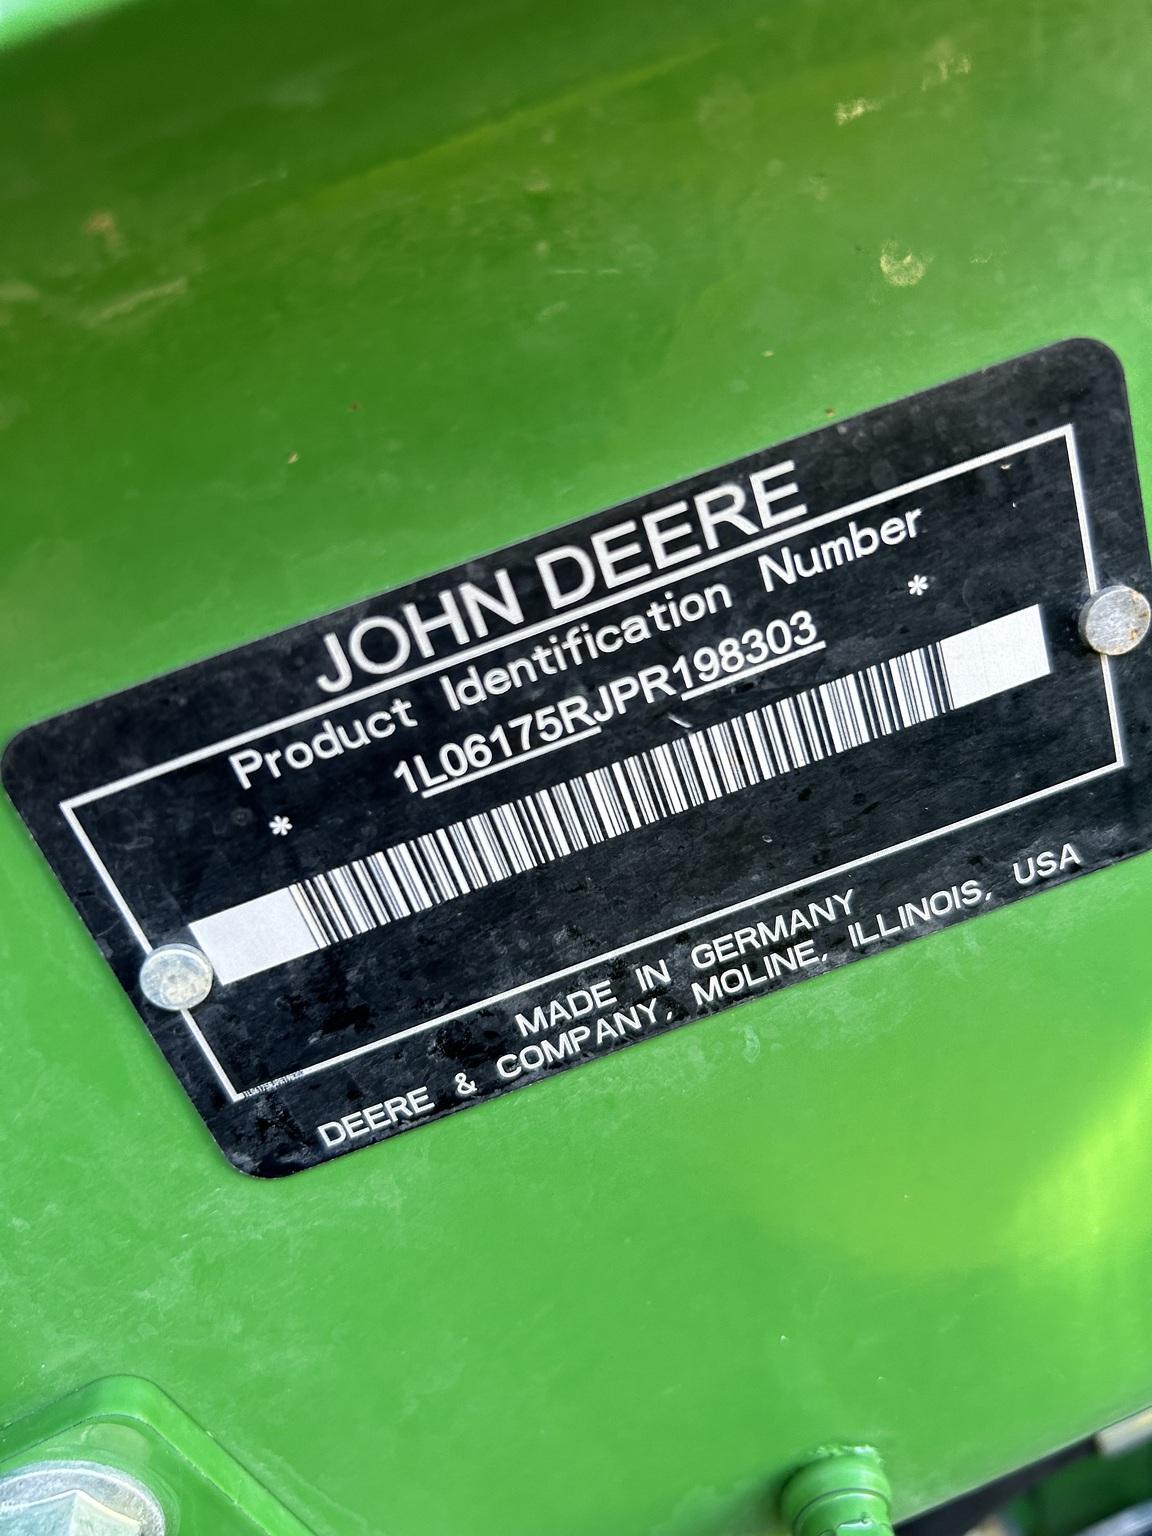 JOHN DEERE
Product Identification Number
* 1L06175RJPR198303 *
MADE IN GERMANY
DEERE & COMPANY, MOLINE, ILLINOIS, USA